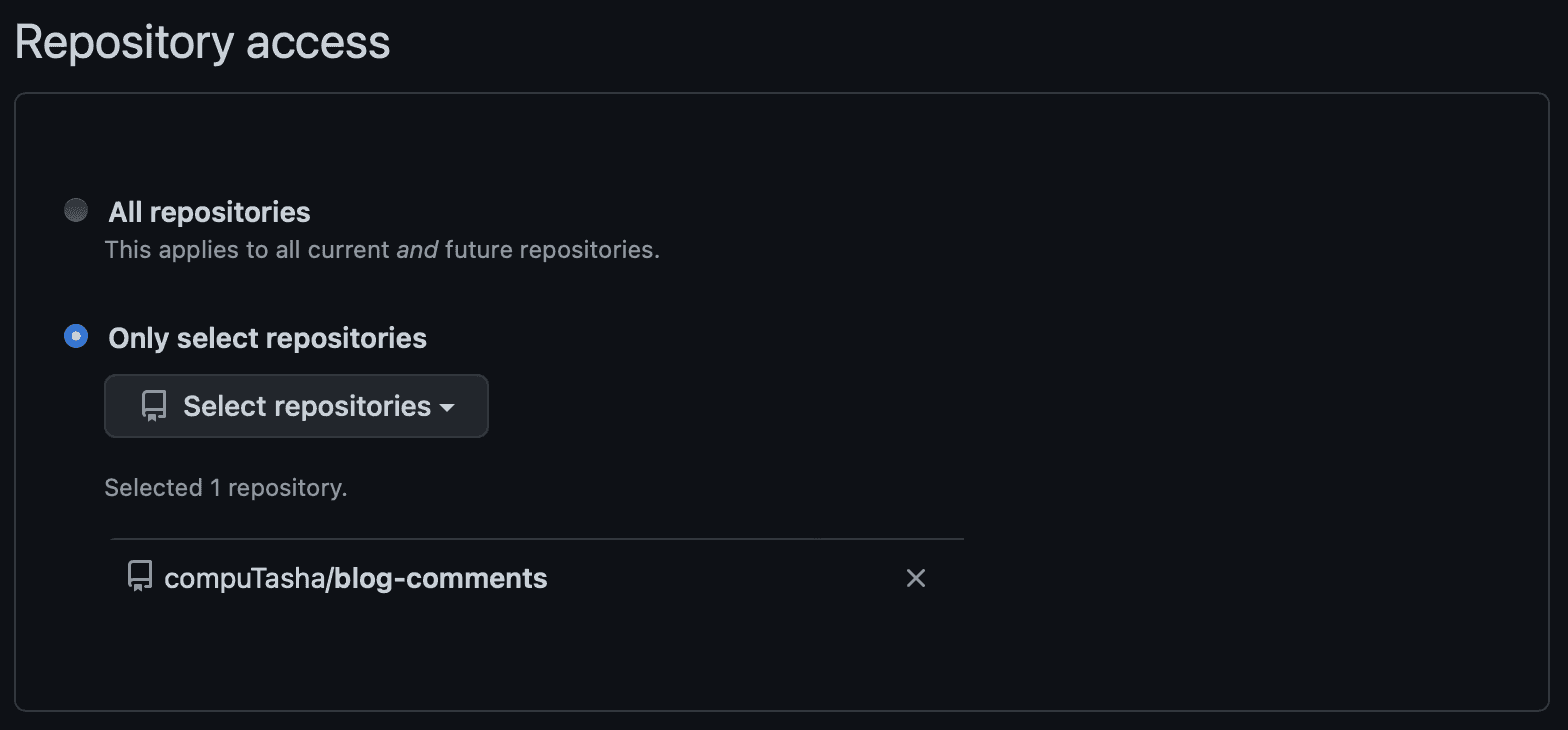 Repository access
All repositories
This applies to all current and future repositories.
Only select repositories
Select repositories
Selected 1 repository.
compuTasha/blog-comments